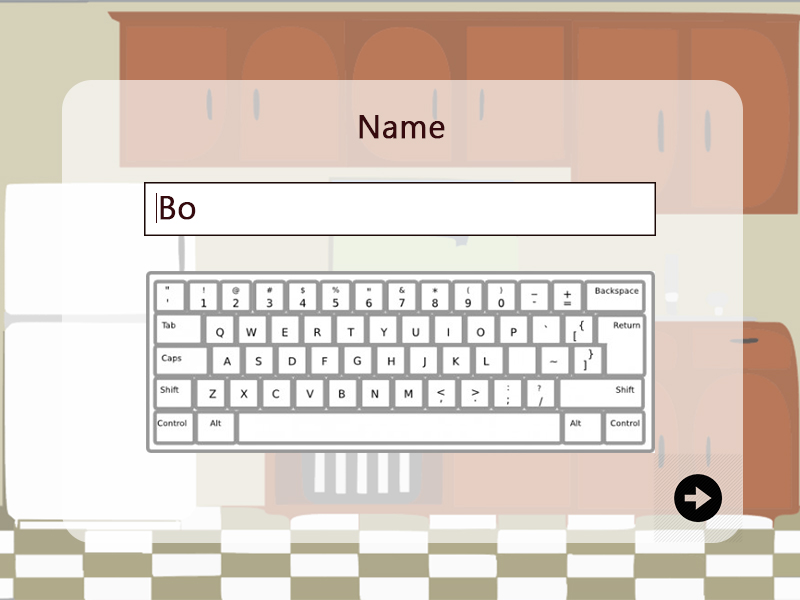 Name
Bo
" ! @ # $ % " & * ( ) _ + Backspace
' 1 2 3 4 5 6 7 8 9 0 - =
Tab Q W E R T Y U I O P ` { [ Return
Caps A S D F G H J K L ~ } ]
Shift Z X C V B N M < , > . : ; ? / Shift
Control Alt Alt Control